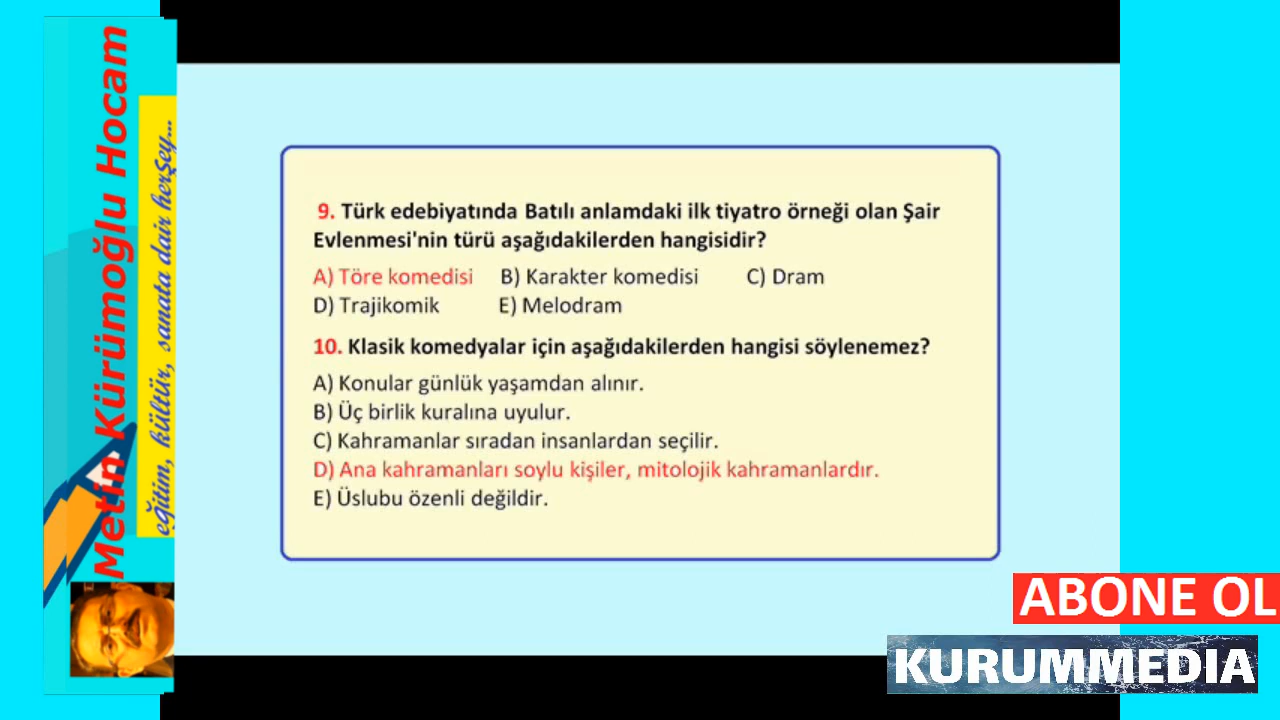 Metin Kürümoğlu Hocam
eğitim, kültür, sanata dair herşey...
9. Türk edebiyatında Batılı anlamdaki ilk tiyatro örneği olan Şair
Evlenmesi'nin türü aşağıdakilerden hangisidir?
A) Töre komedisi B) Karakter komedisi C) Dram
D) Trajikomik E) Melodram
10. Klasik komedyalar için aşağıdakilerden hangisi söylenemez?
A) Konular günlük yaşamdan alınır.
B) Üç birlik kuralına uyulur.
C) Kahramanlar sıradan insanlardan seçilir.
D) Ana kahramanları soylu kişiler, mitolojik kahramanlardır.
E) Üslubu özenli değildir.
ABONE OL
KURUMMEDIA